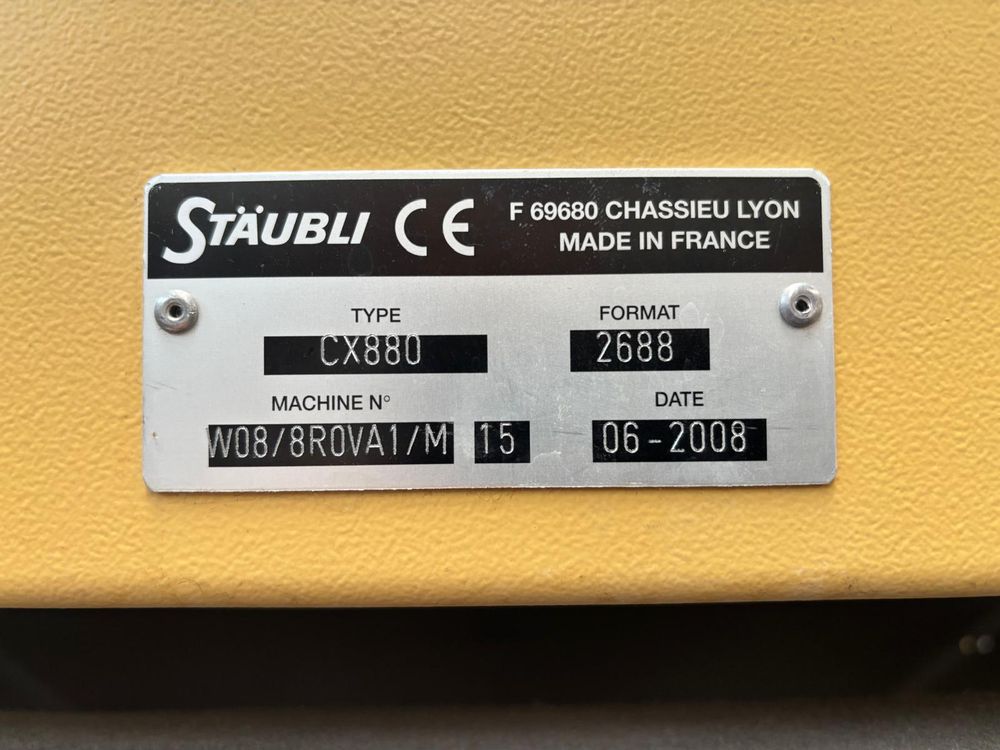 STÄUBLI CE F 69680 CHASSIEU LYON
MADE IN FRANCE
TYPE FORMAT
CX880 2688
MACHINE N° DATE
W08/8R0VA1/M 15 06-2008